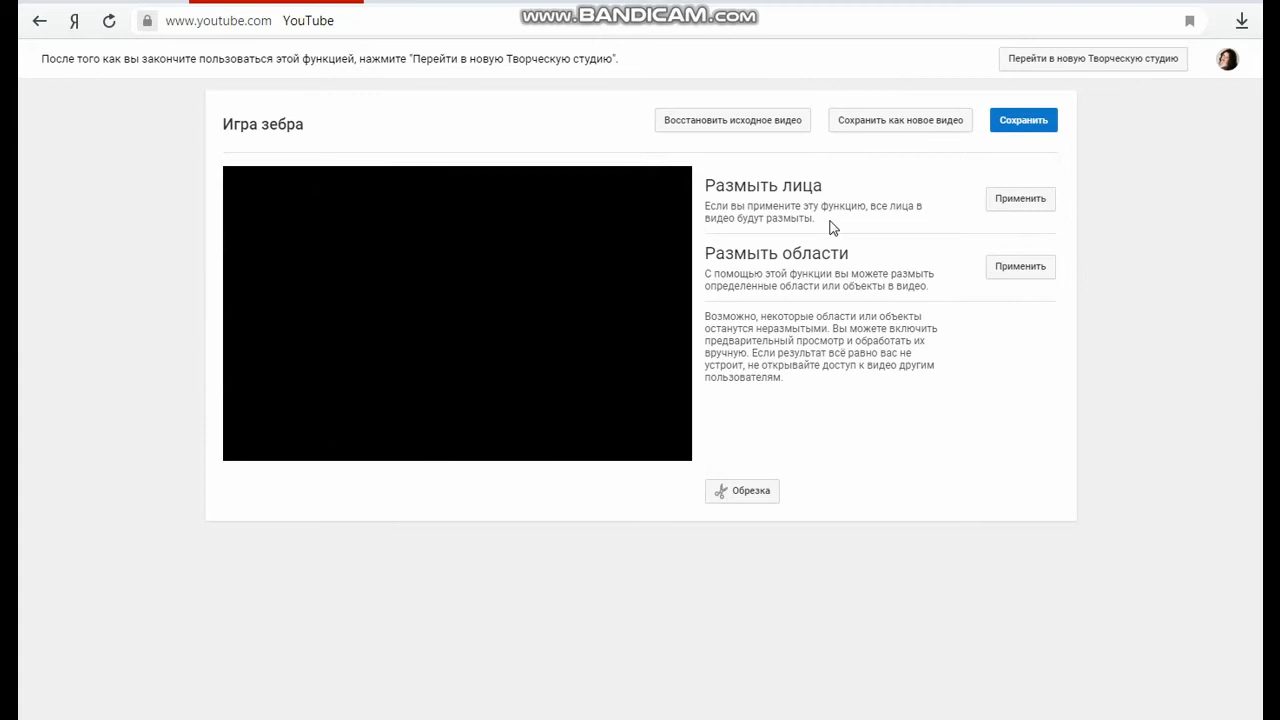 www.BANDICAM.com
www.youtube.com YouTube
После того как вы закончите пользоваться этой функцией, нажмите "Перейти в новую Творческую студию".
Перейти в новую Творческую студию
Игра зебра
Восстановить исходное видео
Сохранить как новое видео
Сохранить
Размыть лица
Если вы примените эту функцию, все лица в
видео будут размыты.
Применить
Размыть области
С помощью этой функции вы можете размыть
определенные области или объекты в видео.
Применить
Возможно, некоторые области или объекты
останутся неразмытыми. Вы можете включить
предварительный просмотр и обработать их
вручную. Если результат всё равно вас не
устроит, не открывайте доступ к видео другим
пользователям.
Обрезка